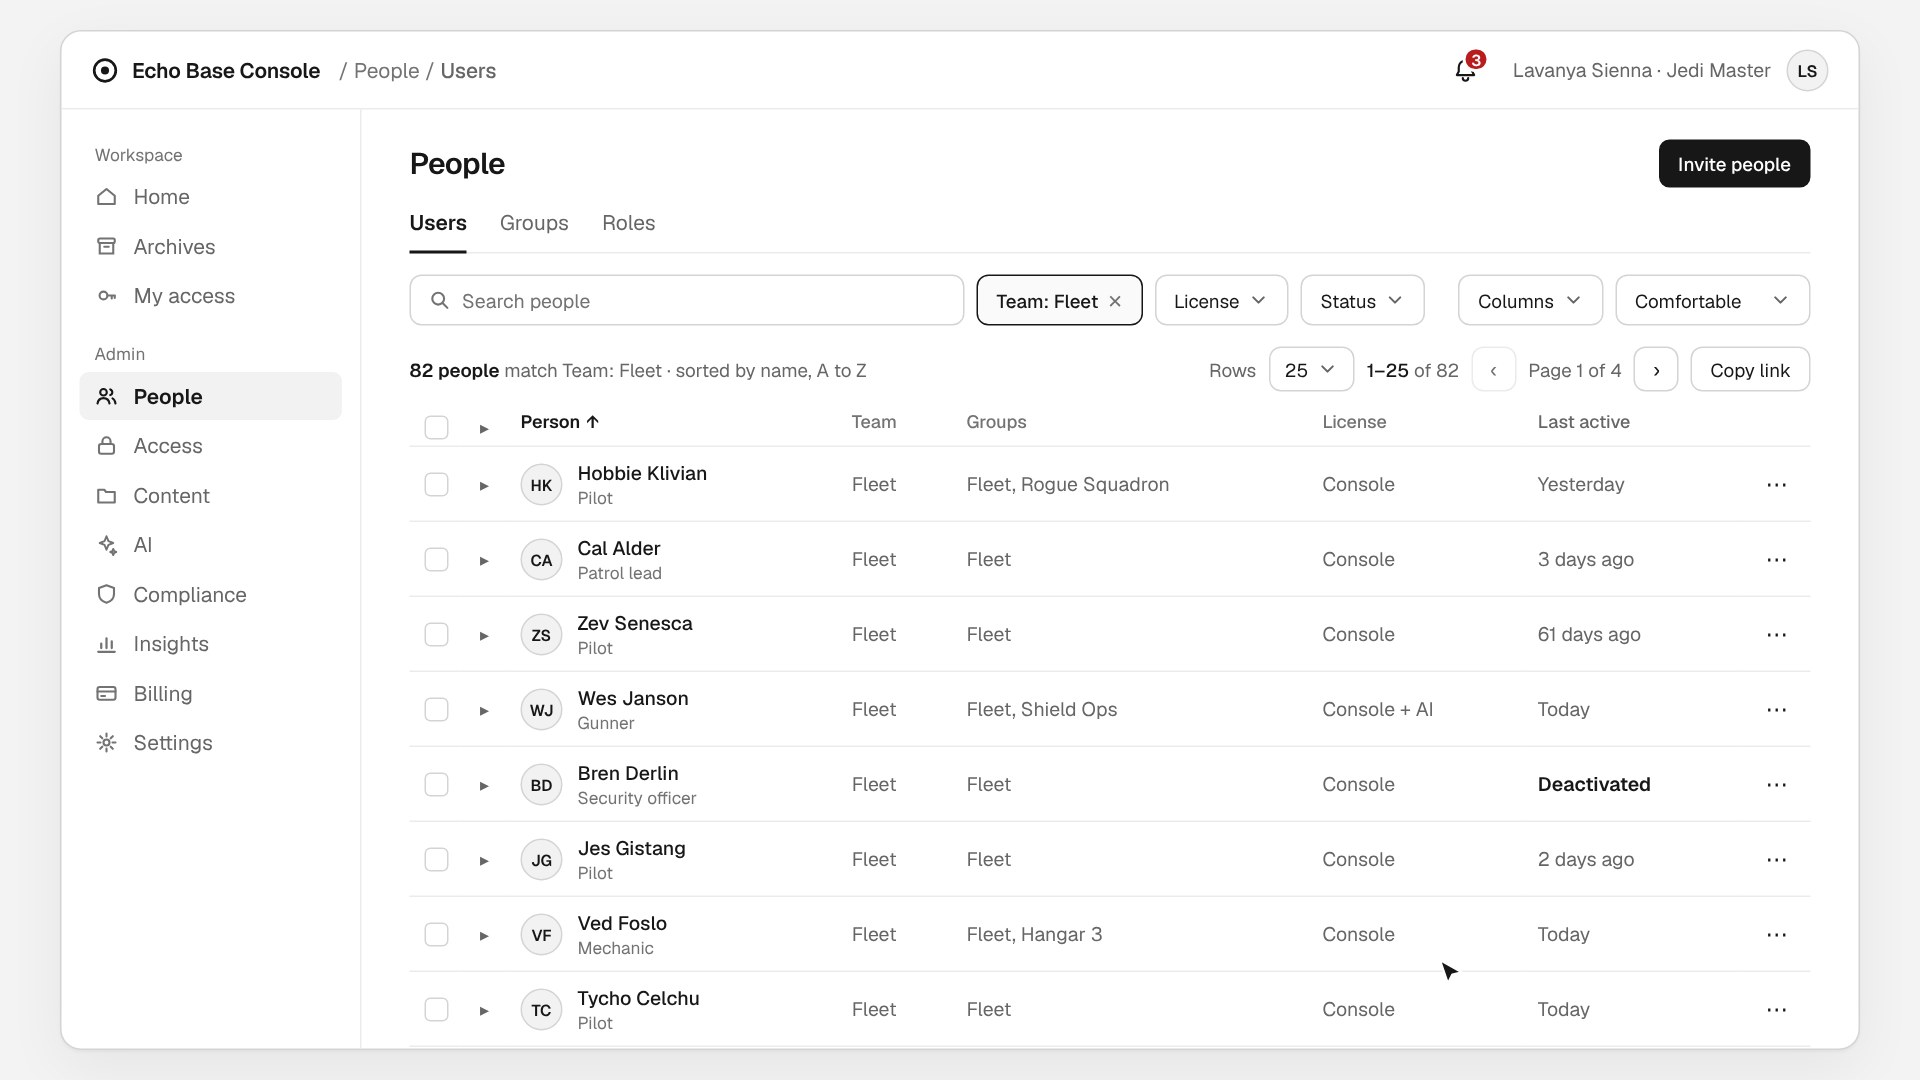 Echo Base Console / People / Users
3
Lavanya Sienna · Jedi Master LS
Workspace
Home
Archives
My access
Admin
People
Access
Content
AI
Compliance
Insights
Billing
Settings
People
Invite people
Users Groups Roles
Search people Team: Fleet × License Status Columns Comfortable
82 people match Team: Fleet · sorted by name, A to Z Rows 25 1–25 of 82 ‹ Page 1 of 4 › Copy link
Person ↑ Team Groups License Last active
HK Hobbie Klivian Fleet Fleet, Rogue Squadron Console Yesterday ···
Pilot
CA Cal Alder Fleet Fleet Console 3 days ago ···
Patrol lead
ZS Zev Senesca Fleet Fleet Console 61 days ago ···
Pilot
WJ Wes Janson Fleet Fleet, Shield Ops Console + AI Today ···
Gunner
BD Bren Derlin Fleet Fleet Console Deactivated ···
Security officer
JG Jes Gistang Fleet Fleet Console 2 days ago ···
Pilot
VF Ved Foslo Fleet Fleet, Hangar 3 Console Today ···
Mechanic
TC Tycho Celchu Fleet Fleet Console Today ···
Pilot